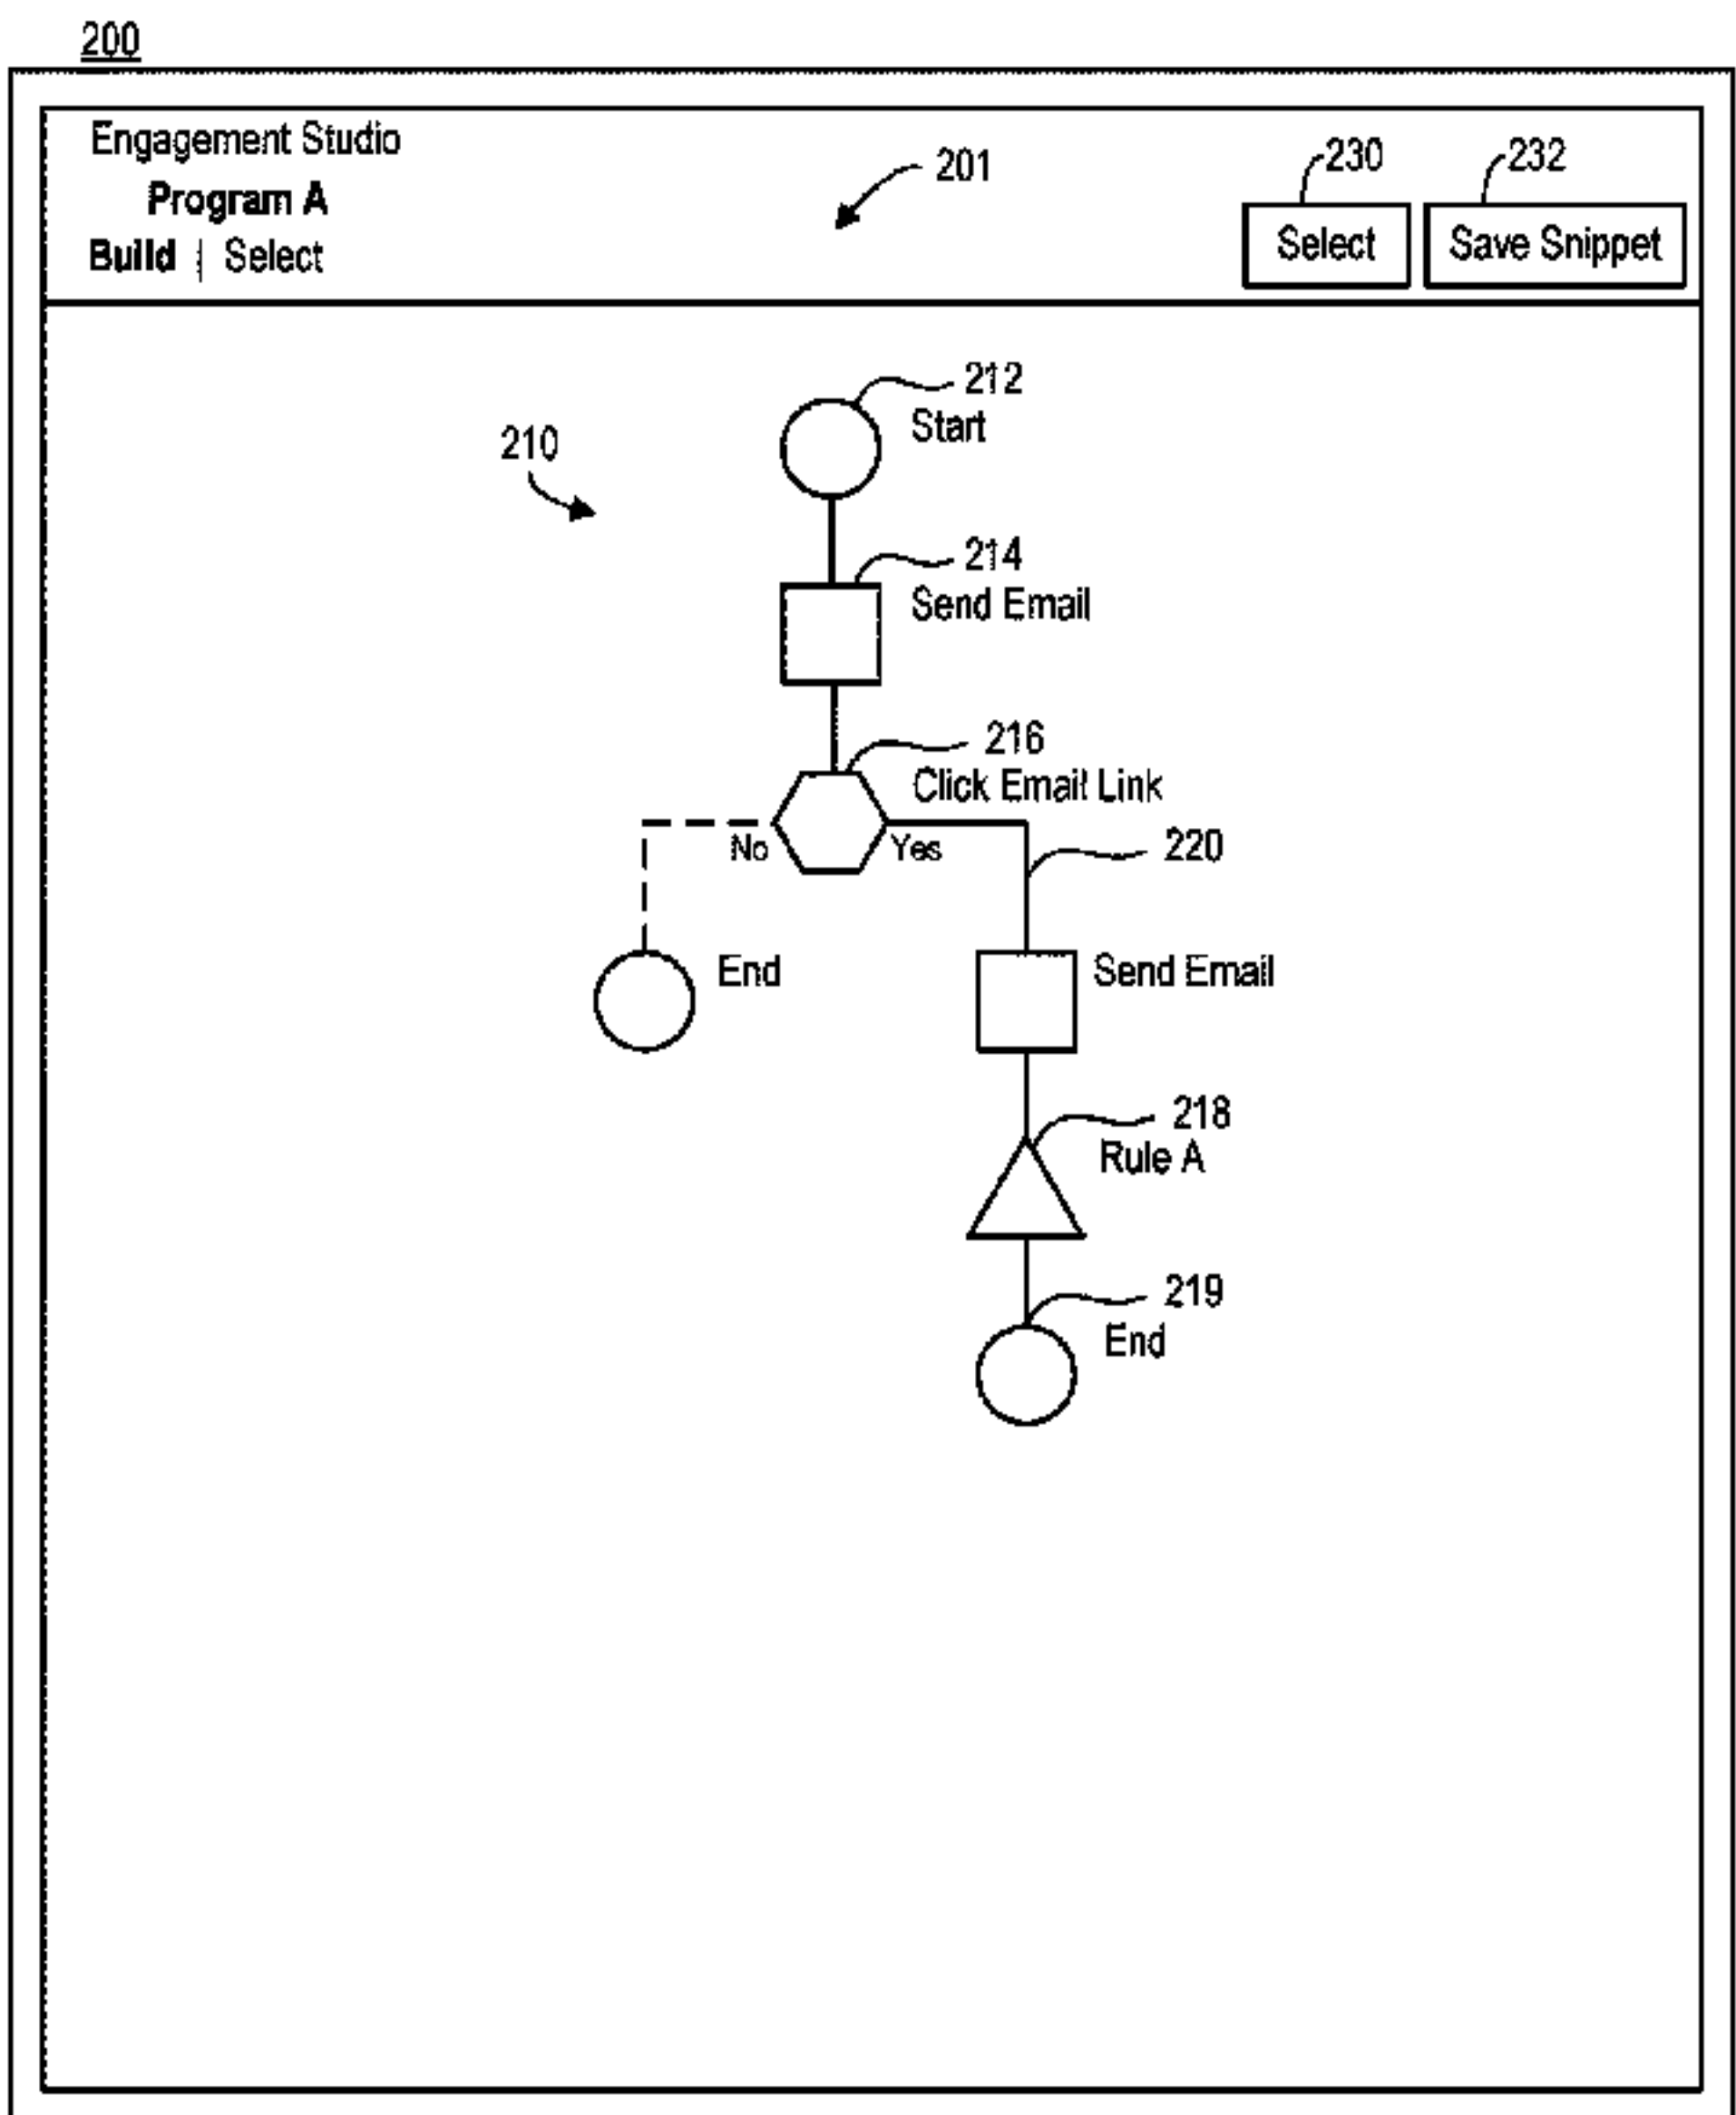 200
Engagement Studio
Program A
Build | Select
201
230
232
Select
Save Snippet
212
Start
210
214
Send Email
216
Click Email Link
No
Yes
220
End
Send Email
218
Rule A
219
End